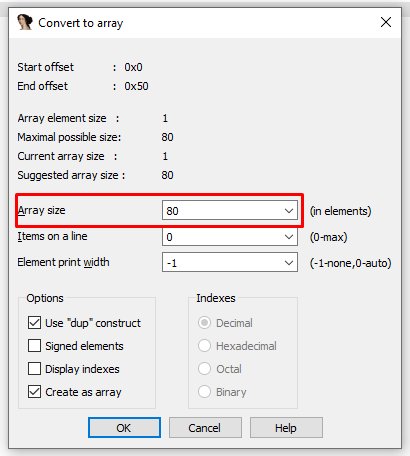 Convert to array
Start offset : 0x0
End offset : 0x50
Array element size : 1
Maximal possible size: 80
Current array size : 1
Suggested array size : 80
Array size 80 (in elements)
Items on a line 0 (0-max)
Element print width -1 (-1-none,0-auto)
Options Indexes
Use "dup" construct Decimal
Signed elements Hexadecimal
Display indexes Octal
Create as array Binary
OK Cancel Help